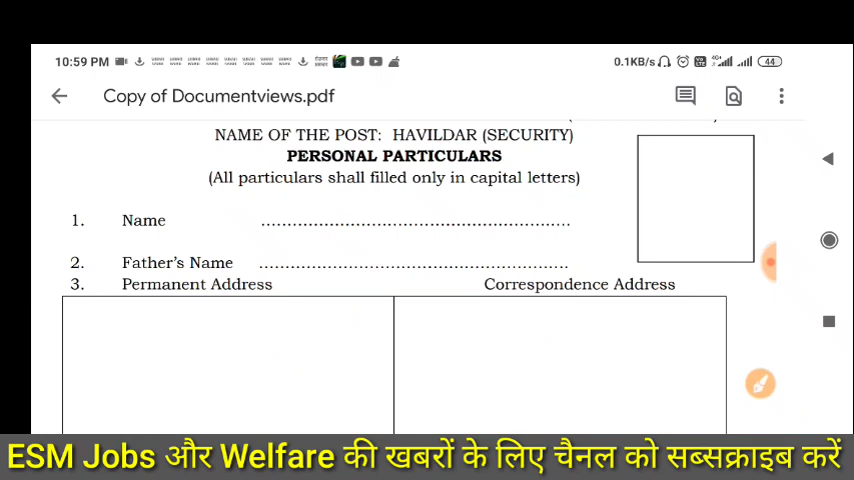 10:59 PM
0.1KB/s
4G+
44
Copy of Documentviews.pdf
NAME OF THE POST: HAVILDAR (SECURITY)
PERSONAL PARTICULARS
(All particulars shall filled only in capital letters)
1. Name ............................................................
2. Father's Name ............................................................
3. Permanent Address Correspondence Address
ESM Jobs और Welfare की खबरों के लिए चैनल को सब्सक्राइब करें